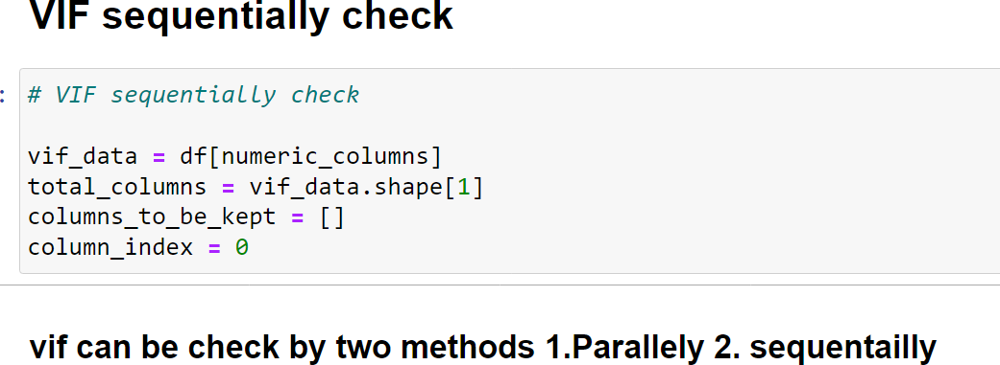 VIF sequentially check
:
# VIF sequentially check
vif_data = df[numeric_columns]
total_columns = vif_data.shape[1]
columns_to_be_kept = []
column_index = 0
vif can be check by two methods 1.Parallely 2. sequentailly